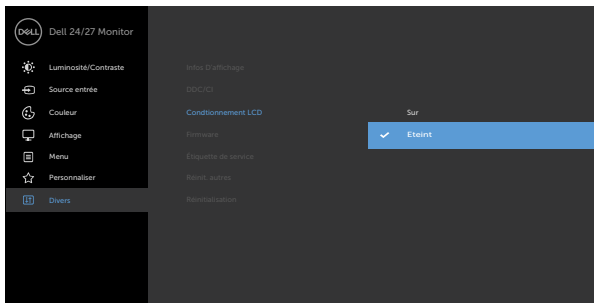 DELL Dell 24/27 Monitor
Luminosité/Contraste
Source entrée
Couleur
Affichage
Menu
Personnaliser
Divers
Infos D'affichage
DDC/CI
Condtionnement LCD
Firmware
Étiquette de service
Réinit. autres
Réinitialisation
Sur
Eteint